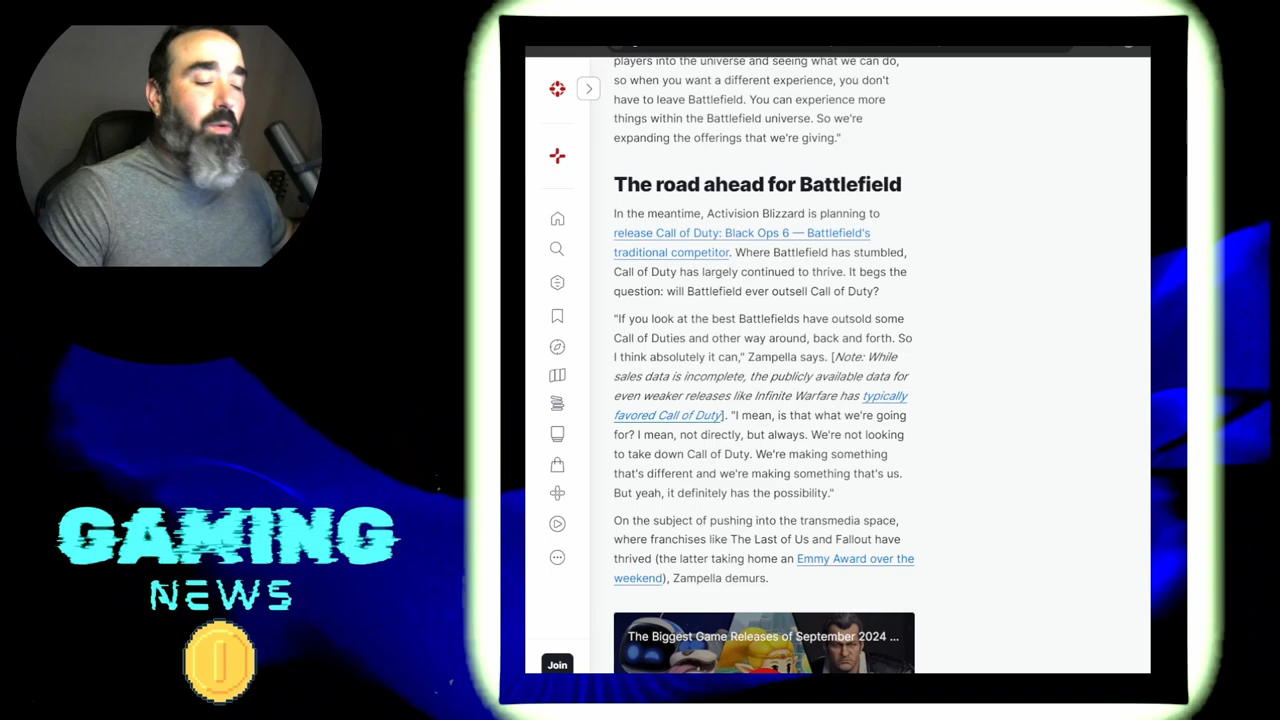 players into the universe and seeing what we can do,
so when you want a different experience, you don't
have to leave Battlefield. You can experience more
things within the Battlefield universe. So we're
expanding the offerings that we're giving."
The road ahead for Battlefield
In the meantime, Activision Blizzard is planning to
release Call of Duty: Black Ops 6 — Battlefield's
traditional competitor. Where Battlefield has stumbled,
Call of Duty has largely continued to thrive. It begs the
question: will Battlefield ever outsell Call of Duty?
"If you look at the best Battlefields have outsold some
Call of Duties and other way around, back and forth. So
I think absolutely it can," Zampella says. [Note: While
sales data is incomplete, the publicly available data for
even weaker releases like Infinite Warfare has typically
favored Call of Duty]. "I mean, is that what we're going
for? I mean, not directly, but always. We're not looking
to take down Call of Duty. We're making something
that's different and we're making something that's us.
But yeah, it definitely has the possibility."
On the subject of pushing into the transmedia space,
where franchises like The Last of Us and Fallout have
thrived (the latter taking home an Emmy Award over the
weekend), Zampella demurs.
The Biggest Game Releases of September 2024 ...
Join
GAMING
NEWS